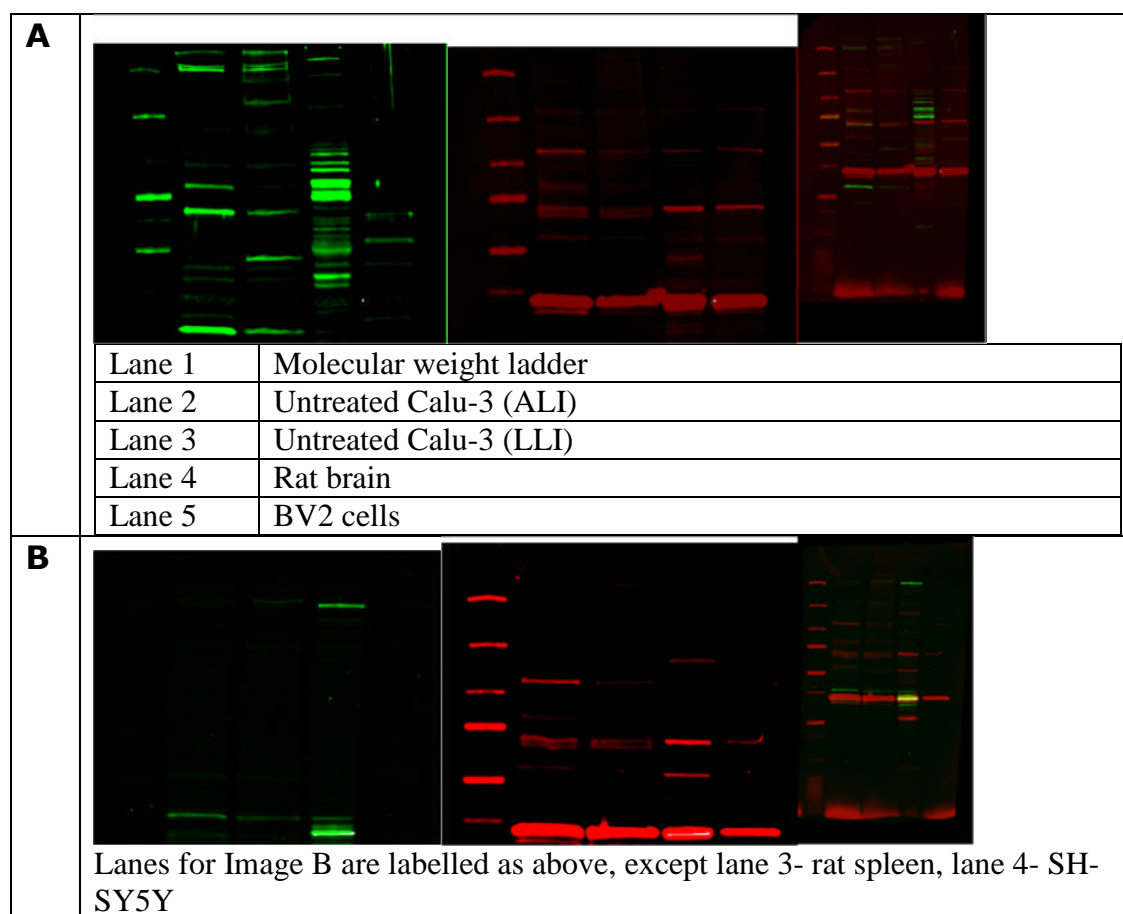 A
Lane 1 Molecular weight ladder
Lane 2 Untreated Calu-3 (ALI)
Lane 3 Untreated Calu-3 (LLI)
Lane 4 Rat brain
Lane 5 BV2 cells
B
Lanes for Image B are labelled as above, except lane 3- rat spleen, lane 4- SH-
SY5Y